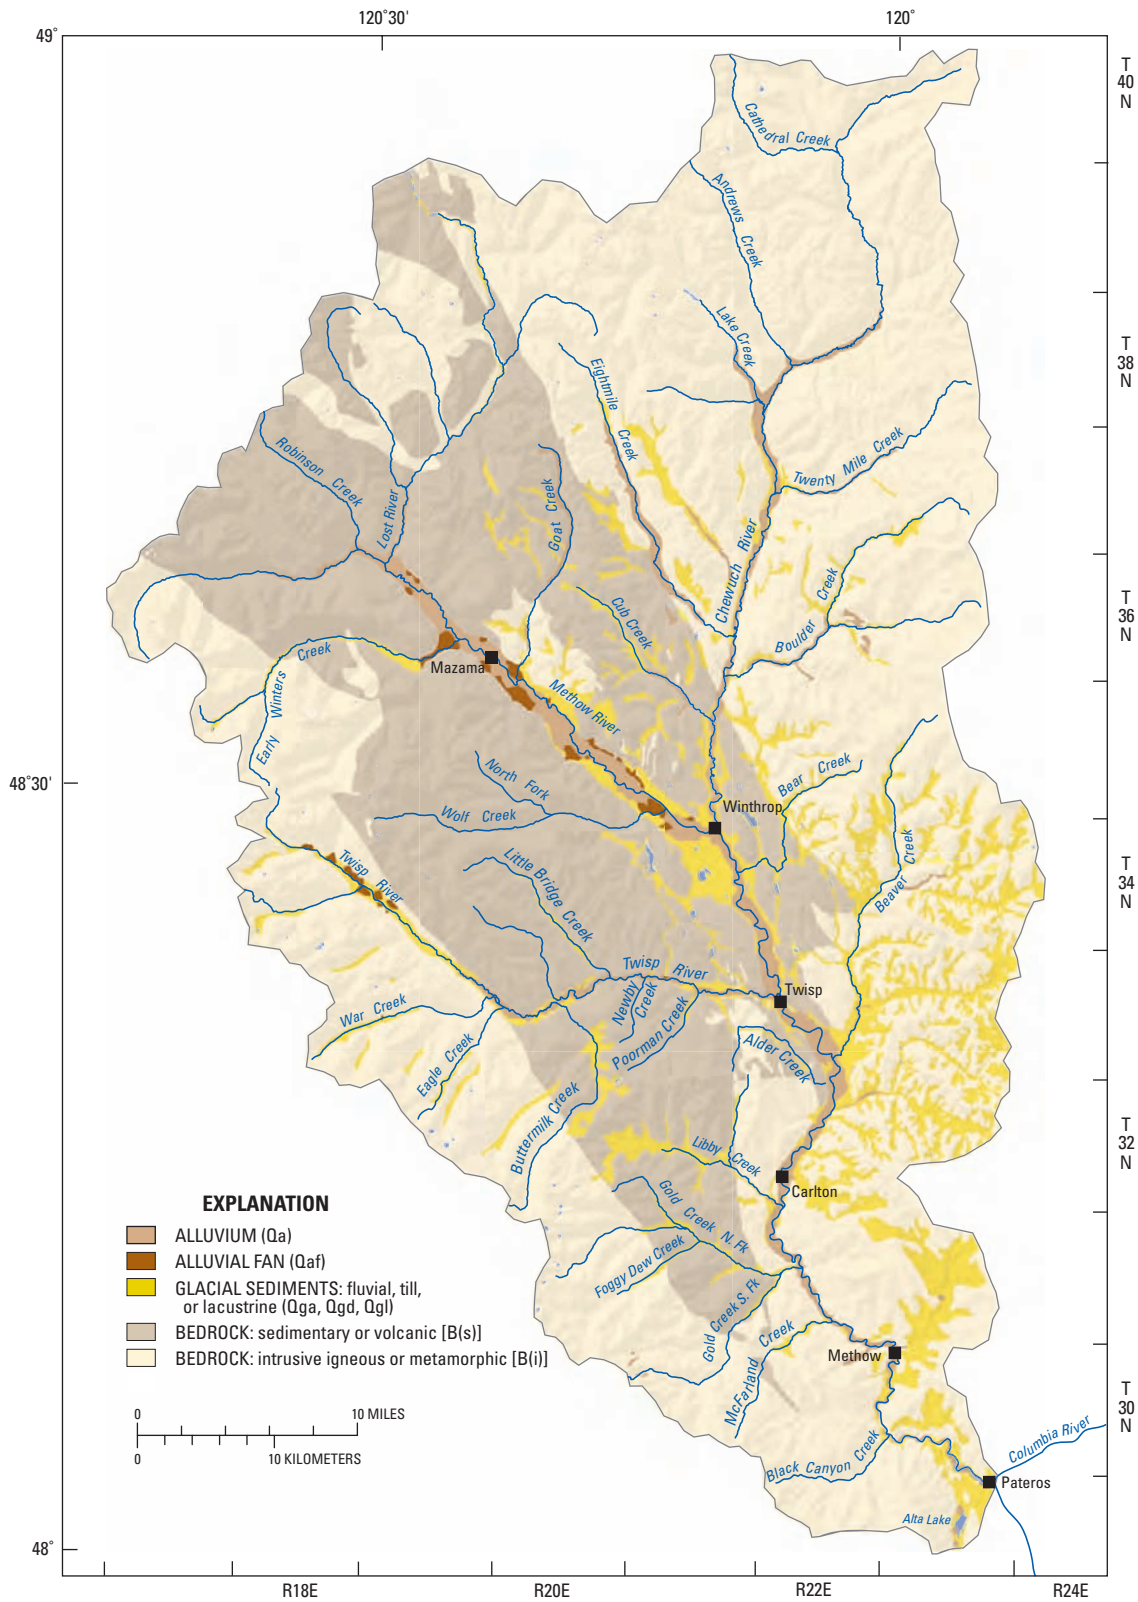 120°30'
120°
49°
T
40
N
Cathedral Creek
Andrews Creek
Lake Creek
T
38
N
Eightmile Creek
Twenty Mile Creek
Robinson Creek
Lost River
Goat Creek
Chewuch River
Boulder Creek
T
36
N
Cub Creek
Early Winters Creek
Mazama
Methow River
48°30'
North Fork
Wolf Creek
Bear Creek
Winthrop
Beaver Creek
T
34
N
Twisp River
Little Bridge Creek
Twisp River
Newby Creek
Poorman Creek
Twisp
War Creek
Eagle Creek
Alder Creek
Buttermilk Creek
Libby Creek
T
32
N
Carlton
Gold Creek N. Fk
Foggy Dew Creek
Gold Creek S. Fk
McFarland Creek
Methow
T
30
N
Black Canyon Creek
Columbia River
Pateros
Alta Lake
EXPLANATION
ALLUVIUM (Qa)
ALLUVIAL FAN (Qaf)
GLACIAL SEDIMENTS: fluvial, till,
or lacustrine (Qga, Qgd, Qgl)
BEDROCK: sedimentary or volcanic [B(s)]
BEDROCK: intrusive igneous or metamorphic [B(i)]
0 10 MILES
0 10 KILOMETERS
48°
R18E
R20E
R22E
R24E